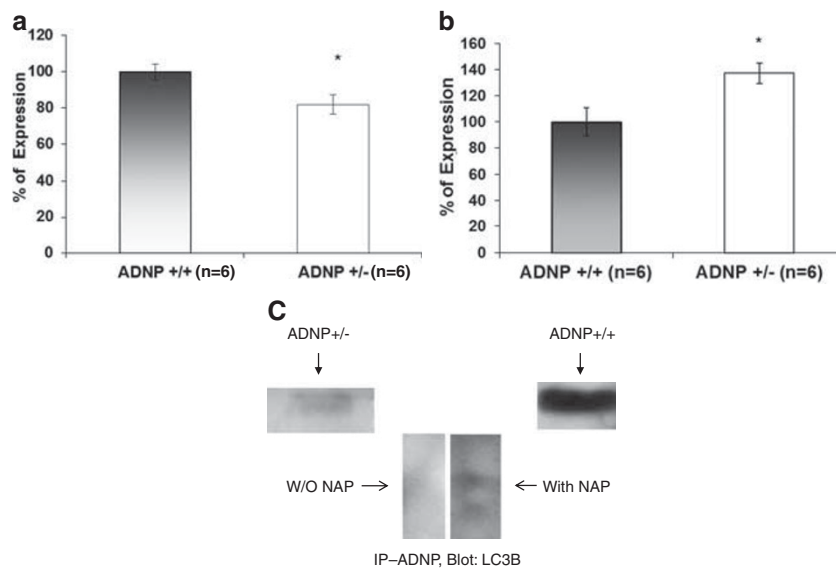 a
% of Expression
120
100
80
60
40
20
0
*
ADNP +/+ (n=6)
ADNP +/- (n=6)
b
% of Expression
160
140
120
100
80
60
40
20
0
*
ADNP +/+ (n=6)
ADNP +/- (n=6)
C
ADNP+/-
ADNP+/+
W/O NAP
With NAP
IP–ADNP, Blot: LC3B